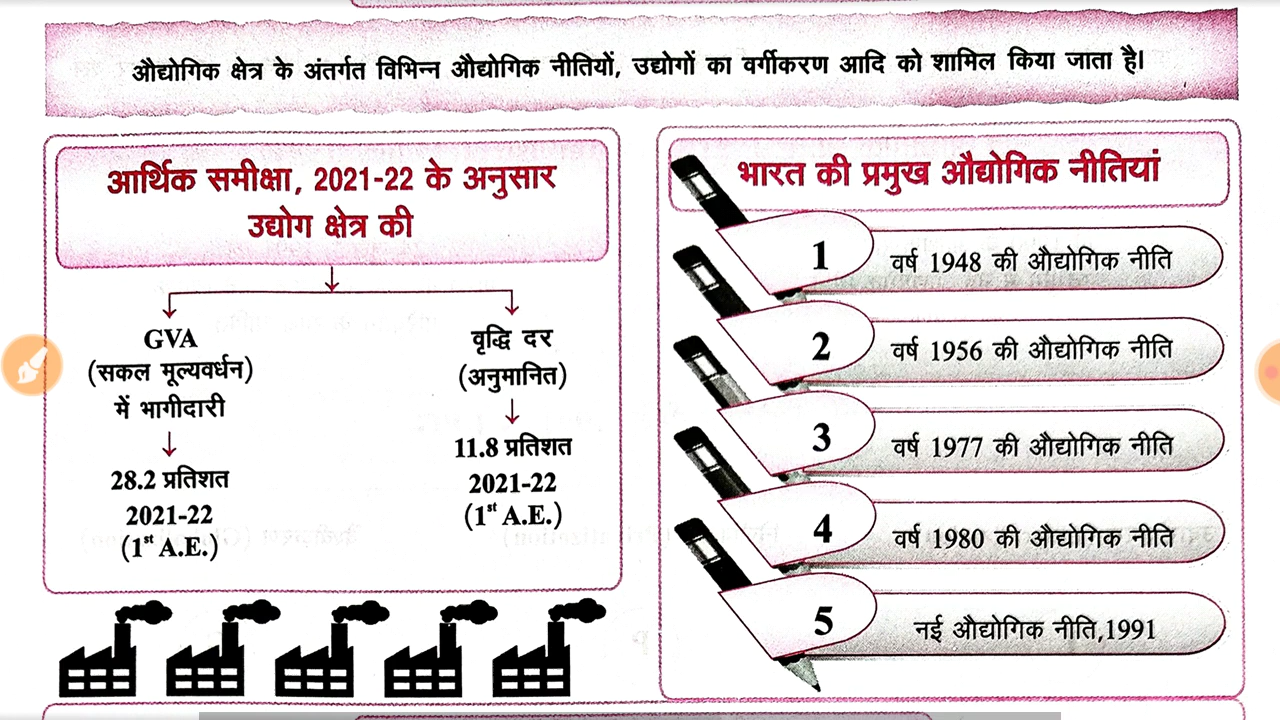 औद्योगिक क्षेत्र के अंतर्गत विभिन्न औद्योगिक नीतियों, उद्योगों का वर्गीकरण आदि को शामिल किया जाता है।
आर्थिक समीक्षा, 2021-22 के अनुसार
उद्योग क्षेत्र की
GVA
(सकल मूल्यवर्धन)
में भागीदारी
28.2 प्रतिशत
2021-22
(1st A.E.)
वृद्धि दर
(अनुमानित)
11.8 प्रतिशत
2021-22
(1st A.E.)
भारत की प्रमुख औद्योगिक नीतियां
1 वर्ष 1948 की औद्योगिक नीति
2 वर्ष 1956 की औद्योगिक नीति
3 वर्ष 1977 की औद्योगिक नीति
4 वर्ष 1980 की औद्योगिक नीति
5 नई औद्योगिक नीति,1991